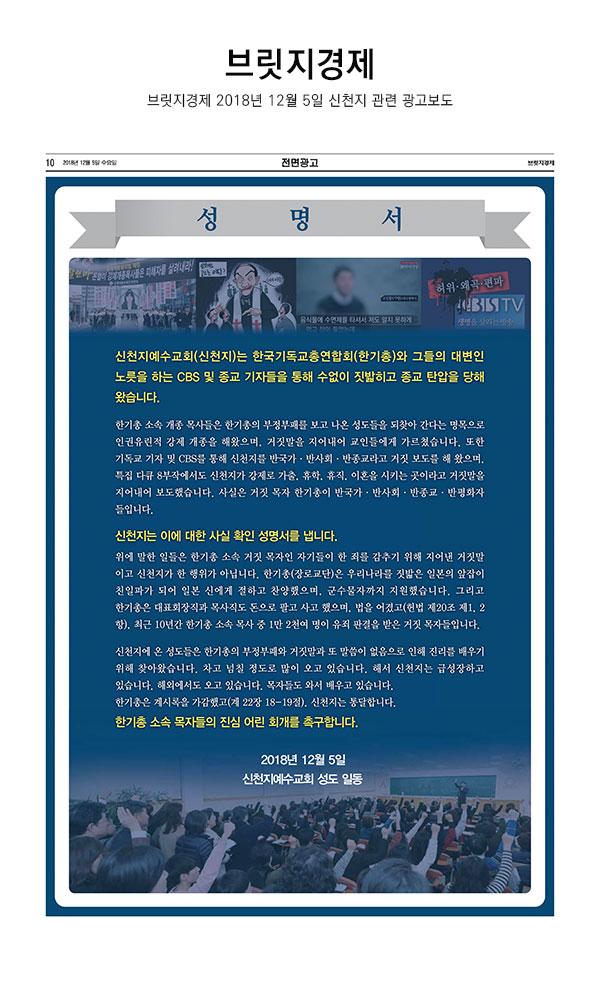 브릿지경제
브릿지경제 2018년 12월 5일 신천지 관련 광고보도
10 2018년 12월 5일 수요일 전면광고 브릿지경제
성 명 서
허위·왜곡·편파
CBS TV
유식물에 수면제를 타서서 저도 알지 못하게
신천지예수교회(신천지)는 한국기독교총연합회(한기총)와 그들의 대변인
노릇을 하는 CBS 및 종교 기자들을 통해 수없이 짓밟히고 종교 탄압을 당해
왔습니다.
한기총 소속 개종 목사들은 한기총의 부정부패를 보고 나온 성도들을 되찾아 간다는 명목으로
인권유린적 강제 개종을 해왔으며, 거짓말을 지어내어 교인들에게 가르쳤습니다. 또한
기독교 기자 및 CBS를 통해 신천지를 반국가·반사회·반종교라고 거짓 보도를 해 왔으며,
특집 다큐 8부작에서도 신천지가 강제로 가출, 휴학, 휴직, 이혼을 시키는 곳이라고 거짓말을
지어내어 보도했습니다. 사실은 거짓 목자 한기총이 반국가·반사회·반종교·반평화자
들입니다.
신천지는 이에 대한 사실 확인 성명서를 냅니다.
위에 말한 일들은 한기총 소속 거짓 목자인 자기들이 한 죄를 감추기 위해 지어낸 거짓말
이고 신천지가 한 행위가 아닙니다. 한기총(장로교단)은 우리나라를 짓밟은 일본의 앞잡이
친일파가 되어 일본 신에게 절하고 찬양했으며, 군수물자까지 지원했습니다. 그리고
한기총은 대표회장직과 목사직도 돈으로 팔고 사고 했으며, 법을 어겼고(헌법 제20조 제1, 2
항), 최근 10년간 한기총 소속 목사 중 1만 2천여 명이 유죄 판결을 받은 거짓 목자들입니다.
신천지에 온 성도들은 한기총의 부정부패와 거짓말과 또 말씀이 없음으로 인해 진리를 배우기
위해 찾아왔습니다. 차고 넘칠 정도로 많이 오고 있습니다. 해서 신천지는 급성장하고
있습니다. 해외에서도 오고 있습니다. 목자들도 와서 배우고 있습니다.
한기총은 계시록을 가감했고(계 22장 18-19절), 신천지는 통달합니다.
한기총 소속 목자들의 진심 어린 회개를 촉구합니다.
2018년 12월 5일
신천지예수교회 성도 일동